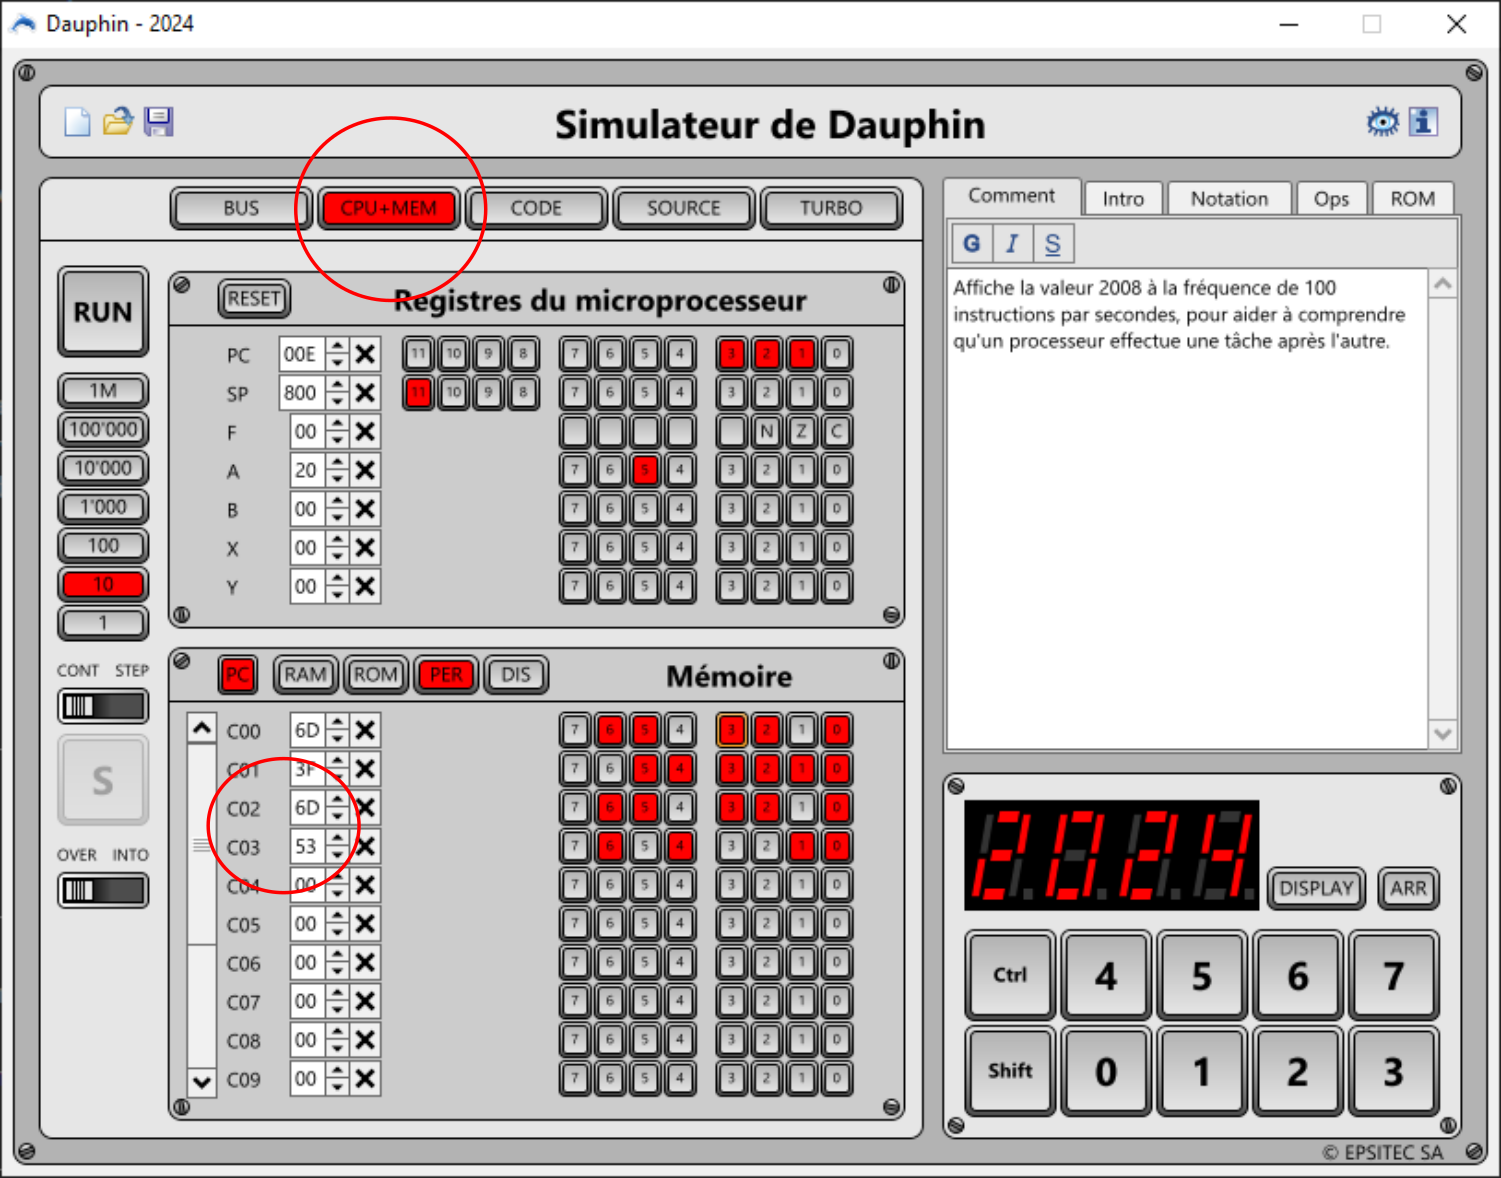 Dauphin - 2024
Simulateur de Dauphin
BUS CPU+MEM CODE SOURCE TURBO
RUN
1M
100'000
10'000
1'000
100
10
1
CONT STEP
S
OVER INTO
RESET Registres du microprocesseur
PC 00E 11 10 9 8 7 6 5 4 3 2 1 0
SP 800 11 10 9 8 7 6 5 4 3 2 1 0
F 00 N Z C
A 20 7 6 5 4 3 2 1 0
B 00 7 6 5 4 3 2 1 0
X 00 7 6 5 4 3 2 1 0
Y 00 7 6 5 4 3 2 1 0
PC RAM ROM PER DIS Mémoire
C00 6D 7 6 5 4 3 2 1 0
C01 3F 7 6 5 4 3 2 1 0
C02 6D 7 6 5 4 3 2 1 0
C03 53 7 6 5 4 3 2 1 0
C04 00 7 6 5 4 3 2 1 0
C05 00 7 6 5 4 3 2 1 0
C06 00 7 6 5 4 3 2 1 0
C07 00 7 6 5 4 3 2 1 0
C08 00 7 6 5 4 3 2 1 0
C09 00 7 6 5 4 3 2 1 0
Comment Intro Notation Ops ROM
G I S
Affiche la valeur 2008 à la fréquence de 100
instructions par secondes, pour aider à comprendre
qu'un processeur effectue une tâche après l'autre.
2024
DISPLAY ARR
Ctrl 4 5 6 7
Shift 0 1 2 3
© EPSITEC SA